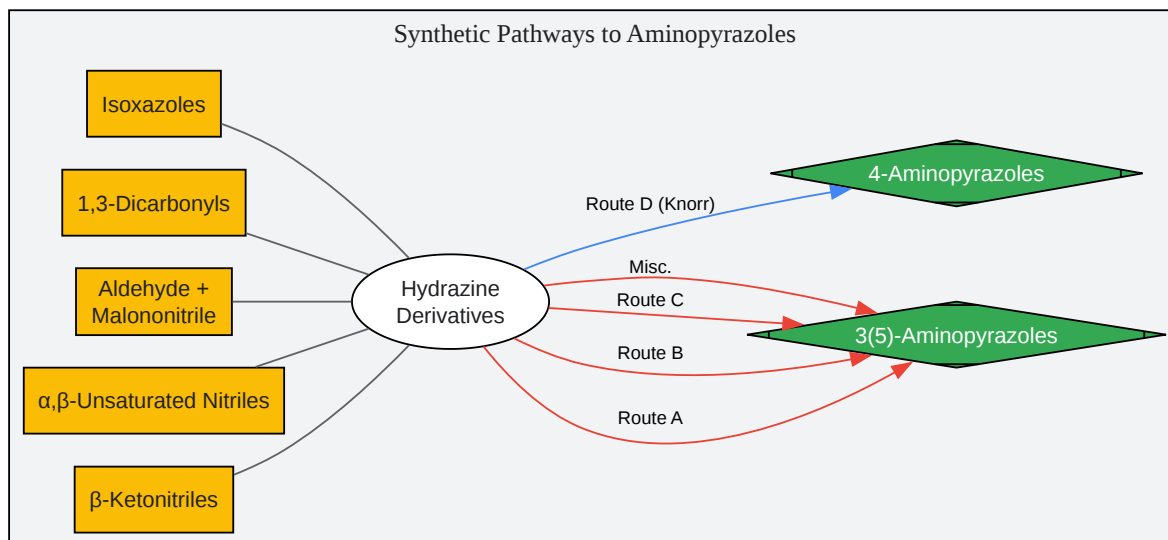 Synthetic Pathways to Aminopyrazoles
Isoxazoles
1,3-Dicarbonyls
Aldehyde +
Malononitrile
α,β-Unsaturated Nitriles
β-Ketonitriles
Hydrazine
Derivatives
Route D (Knorr)
Misc.
Route C
Route B
Route A
4-Aminopyrazoles
3(5)-Aminopyrazoles